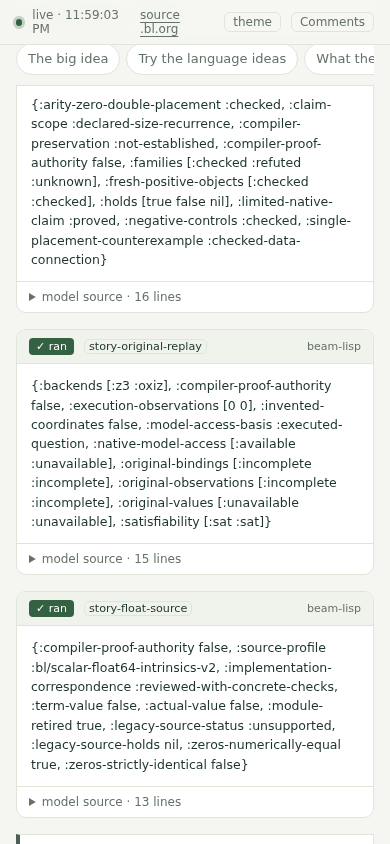 live · 11:59:03 PM
source .bl.org
theme
Comments
The big idea
Try the language ideas
What the
{:arity-zero-double-placement :checked, :claim-
scope :declared-size-recurrence, :compiler-
preservation :not-established, :compiler-proof-
authority false, :families [:checked :refuted
:unknown], :fresh-positive-objects [:checked
:checked], :holds [true false nil], :limited-native-
claim :proved, :negative-controls :checked, :single-
placement-counterexample :checked-data-
connection}
▶ model source · 16 lines
✓ ran story-original-replay beam-lisp
{:backends [:z3 :oxiz], :compiler-proof-authority
false, :execution-observations [0 0], :invented-
coordinates false, :model-access-basis :executed-
question, :native-model-access [:available
:unavailable], :original-bindings [:incomplete
:incomplete], :original-observations [:incomplete
:incomplete], :original-values [:unavailable
:unavailable], :satisfiability [:sat :sat]}
▶ model source · 15 lines
✓ ran story-float-source beam-lisp
{:compiler-proof-authority false, :source-profile
:bl/scalar-float64-intrinsics-v2, :implementation-
correspondence :reviewed-with-concrete-checks,
:term-value false, :actual-value false, :module-
retired true, :legacy-source-status :unsupported,
:legacy-source-holds nil, :zeros-numerically-equal
true, :zeros-strictly-identical false}
▶ model source · 13 lines